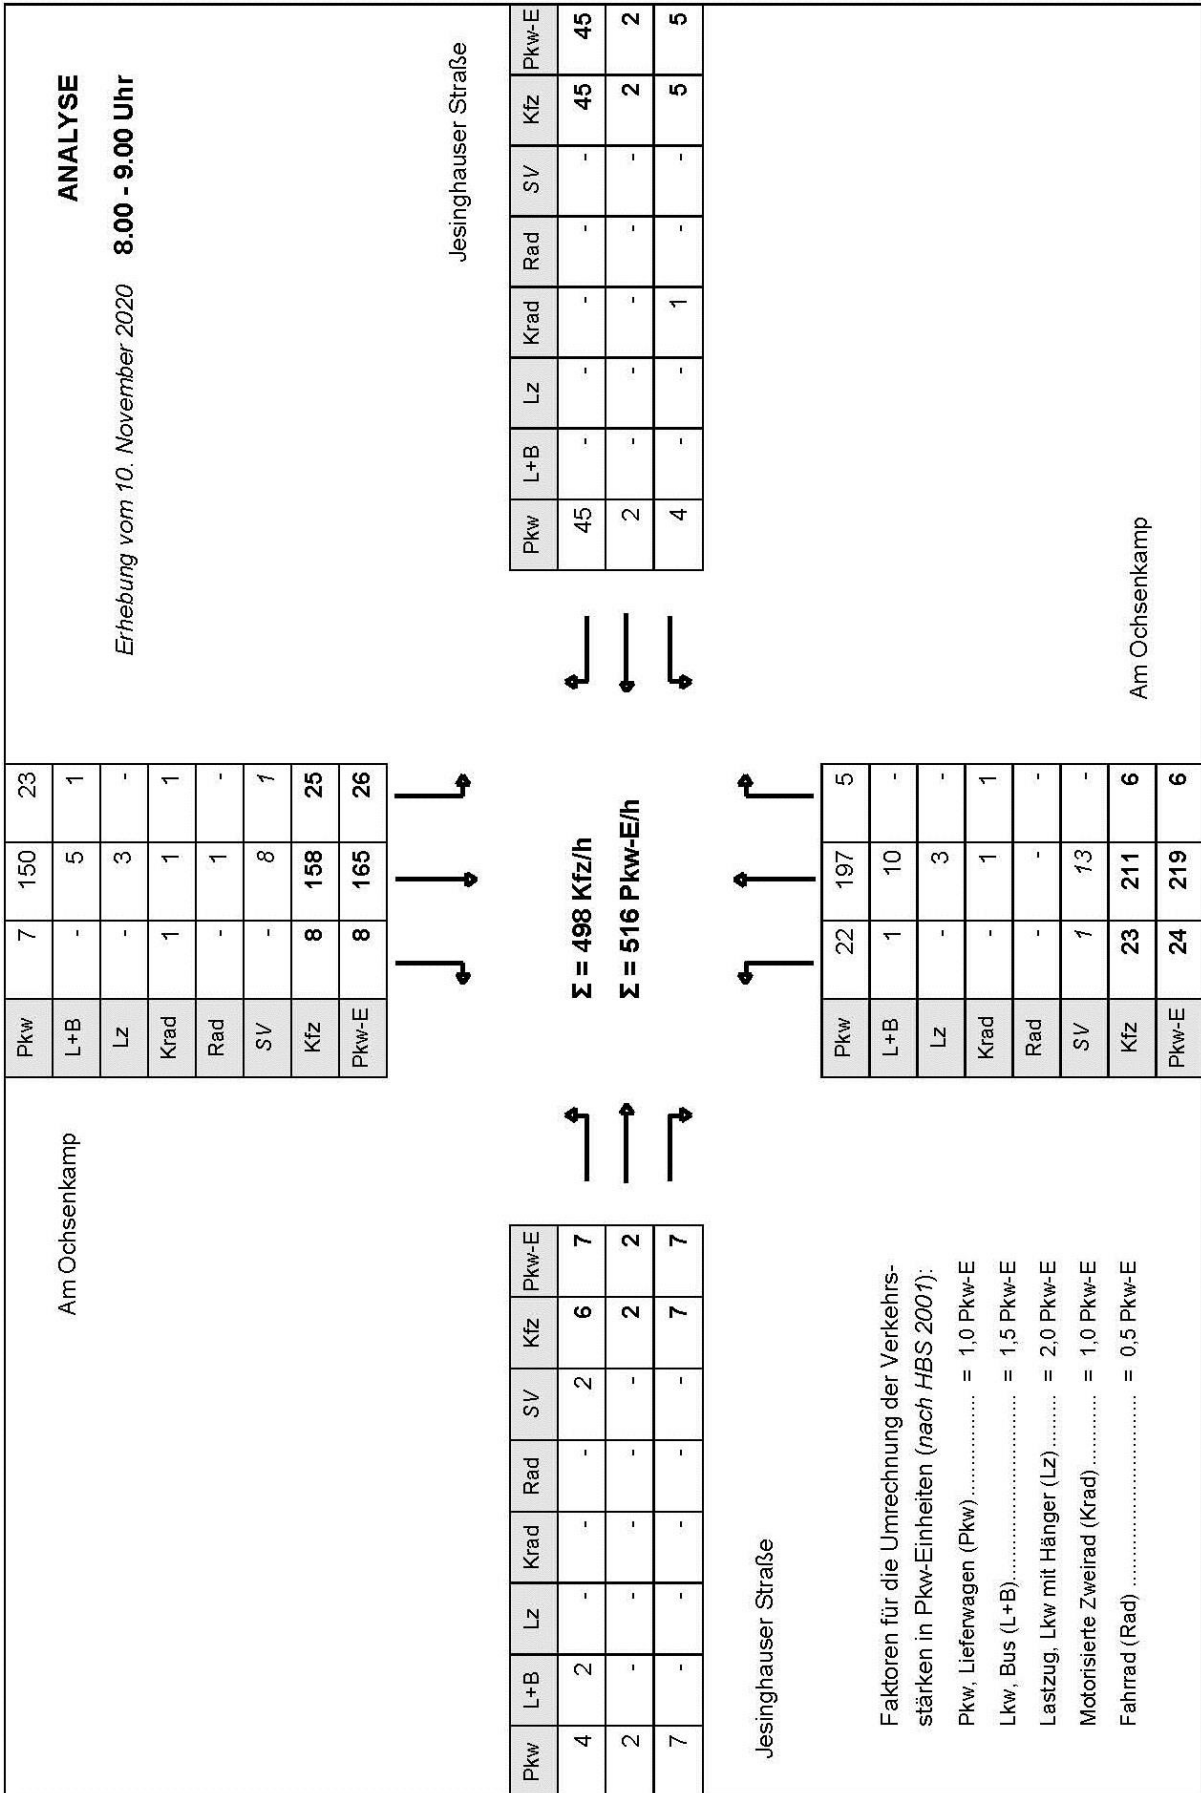 ANALYSE
Erhebung vom 10. November 2020 8.00 - 9.00 Uhr
Am Ochsenkamp
Pkw 7 150 23
L+B - 5 1
Lz - 3 -
Krad 1 1 1
Rad - 1 -
SV - 8 1
Kfz 8 158 25
Pkw-E 8 165 26
Jesinghauser Straße
Pkw L+B Lz Krad Rad SV Kfz Pkw-E
45 - - - - - 45 45
2 - - - - - 2 2
4 - - 1 - - 5 5
Σ = 498 Kfz/h
Σ = 516 Pkw-E/h
Pkw L+B Lz Krad Rad SV Kfz Pkw-E
4 2 - - - 2 6 7
2 - - - - - 2 2
7 - - - - - 7 7
Jesinghauser Straße
Pkw 22 197 5
L+B 1 10 -
Lz - 3 -
Krad - 1 1
Rad - - -
SV 1 13 -
Kfz 23 211 6
Pkw-E 24 219 6
Am Ochsenkamp
Faktoren für die Umrechnung der Verkehrs-
stärken in Pkw-Einheiten (nach HBS 2001):
Pkw, Lieferwagen (Pkw)................ = 1,0 Pkw-E
Lkw, Bus (L+B)............................. = 1,5 Pkw-E
Lastzug, Lkw mit Hänger (Lz)......... = 2,0 Pkw-E
Motorisierte Zweirad (Krad)............ = 1,0 Pkw-E
Fahrrad (Rad) ............................... = 0,5 Pkw-E